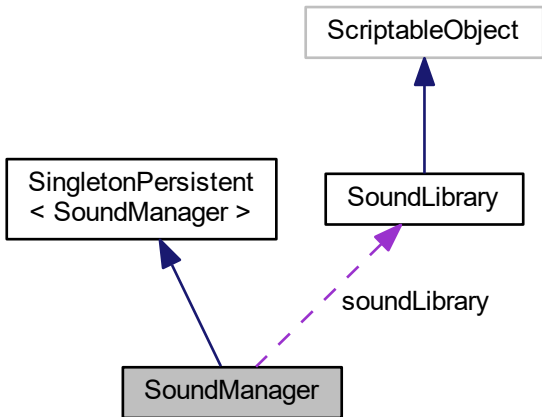 ScriptableObject
SingletonPersistent
< SoundManager >
SoundLibrary
soundLibrary
SoundManager